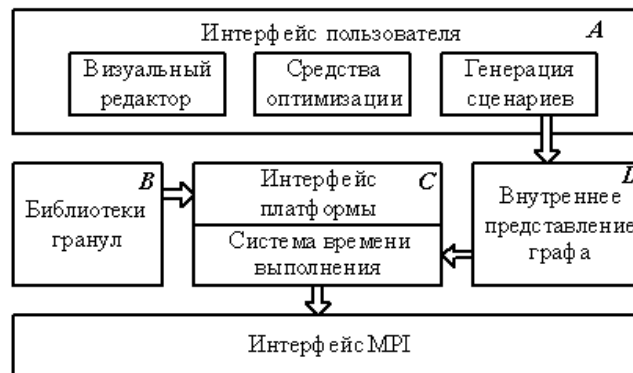 Интерфейс пользователя
A
Визуальный
редактор
Средства
оптимизации
Генерация
сценариев
B
Библиотеки
гранул
C
Интерфейс
платформы
Система времени
выполнения
D
Внутреннее
представление
графа
Интерфейс MPI